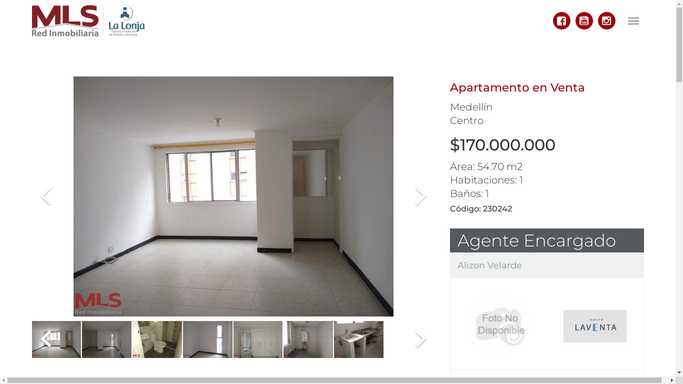 MLS
Red Inmobiliaria
La Lonja
Apartamento en Venta
Medellín
Centro
$170.000.000
Área: 54.70 m2
Habitaciones: 1
Baños: 1
Código: 230242
MLS
Red Inmobiliaria
Agente Encargado
Alizon Velarde
Foto No
Disponible
LAVENTA